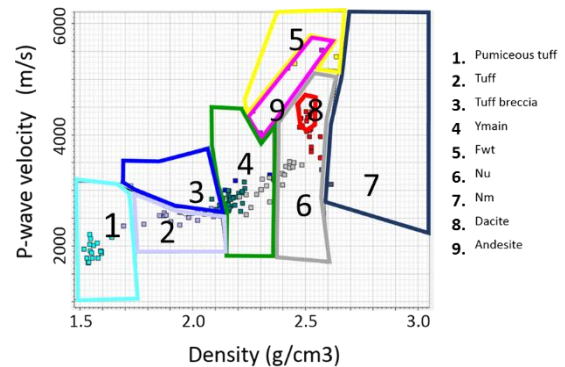 6000
4000
2000
P-wave velocity (m/s)
1.5
2.0
2.5
3.0
Density (g/cm3)
1
2
3
4
5
6
7
8
9
1. Pumiceous tuff
2. Tuff
3. Tuff breccia
4 Ymain
5. Fwt
6. Nu
7. Nm
8. Dacite
9. Andesite